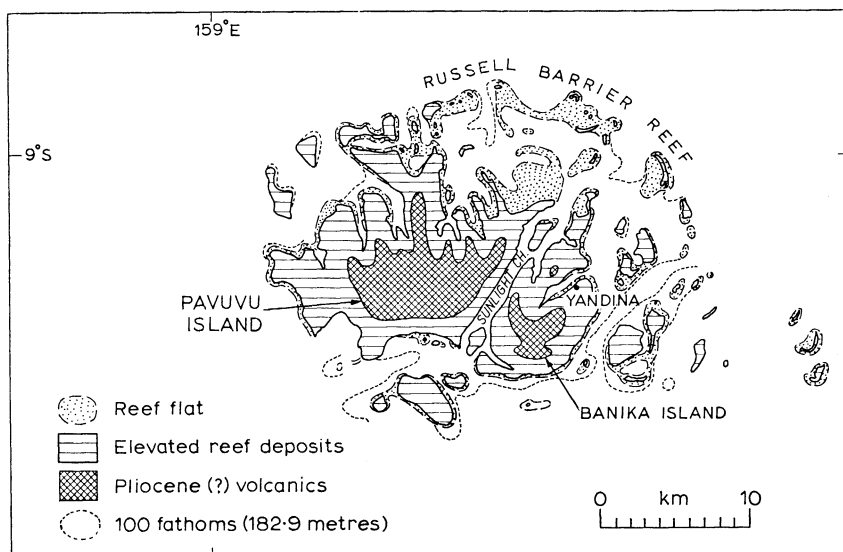 159°E
RUSSELL BARRIER REEF
9°S
SUNLIGHT CH.
PAVUVU
ISLAND
YANDINA
BANIKA ISLAND
Reef flat
Elevated reef deposits
Pliocene (?) volcanics
100 fathoms (182·9 metres)
0 km 10